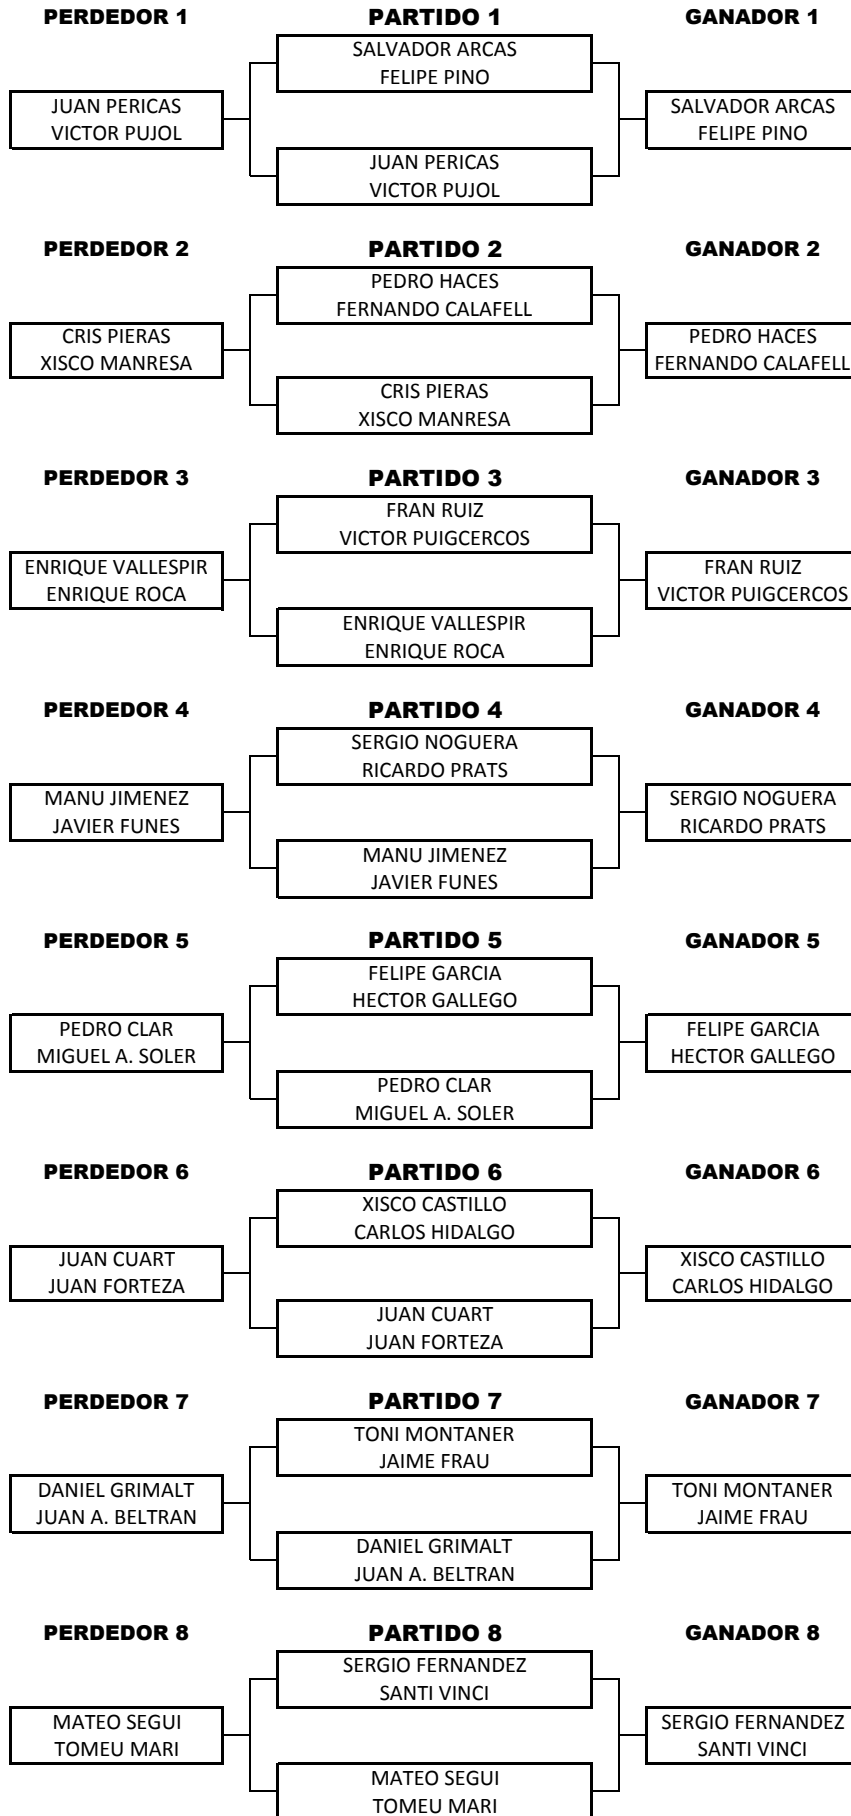 PERDEDOR 1 PARTIDO 1 GANADOR 1
SALVADOR ARCAS
FELIPE PINO
JUAN PERICAS SALVADOR ARCAS
VICTOR PUJOL FELIPE PINO
JUAN PERICAS
VICTOR PUJOL
PERDEDOR 2 PARTIDO 2 GANADOR 2
PEDRO HACES
FERNANDO CALAFELL
CRIS PIERAS PEDRO HACES
XISCO MANRESA FERNANDO CALAFELL
CRIS PIERAS
XISCO MANRESA
PERDEDOR 3 PARTIDO 3 GANADOR 3
FRAN RUIZ
VICTOR PUIGCERCOS
ENRIQUE VALLESPIR FRAN RUIZ
ENRIQUE ROCA VICTOR PUIGCERCOS
ENRIQUE VALLESPIR
ENRIQUE ROCA
PERDEDOR 4 PARTIDO 4 GANADOR 4
SERGIO NOGUERA
RICARDO PRATS
MANU JIMENEZ SERGIO NOGUERA
JAVIER FUNES RICARDO PRATS
MANU JIMENEZ
JAVIER FUNES
PERDEDOR 5 PARTIDO 5 GANADOR 5
FELIPE GARCIA
HECTOR GALLEGO
PEDRO CLAR FELIPE GARCIA
MIGUEL A. SOLER HECTOR GALLEGO
PEDRO CLAR
MIGUEL A. SOLER
PERDEDOR 6 PARTIDO 6 GANADOR 6
XISCO CASTILLO
CARLOS HIDALGO
JUAN CUART XISCO CASTILLO
JUAN FORTEZA CARLOS HIDALGO
JUAN CUART
JUAN FORTEZA
PERDEDOR 7 PARTIDO 7 GANADOR 7
TONI MONTANER
JAIME FRAU
DANIEL GRIMALT TONI MONTANER
JUAN A. BELTRAN JAIME FRAU
DANIEL GRIMALT
JUAN A. BELTRAN
PERDEDOR 8 PARTIDO 8 GANADOR 8
SERGIO FERNANDEZ
SANTI VINCI
MATEO SEGUI SERGIO FERNANDEZ
TOMEU MARI SANTI VINCI
MATEO SEGUI
TOMEU MARI